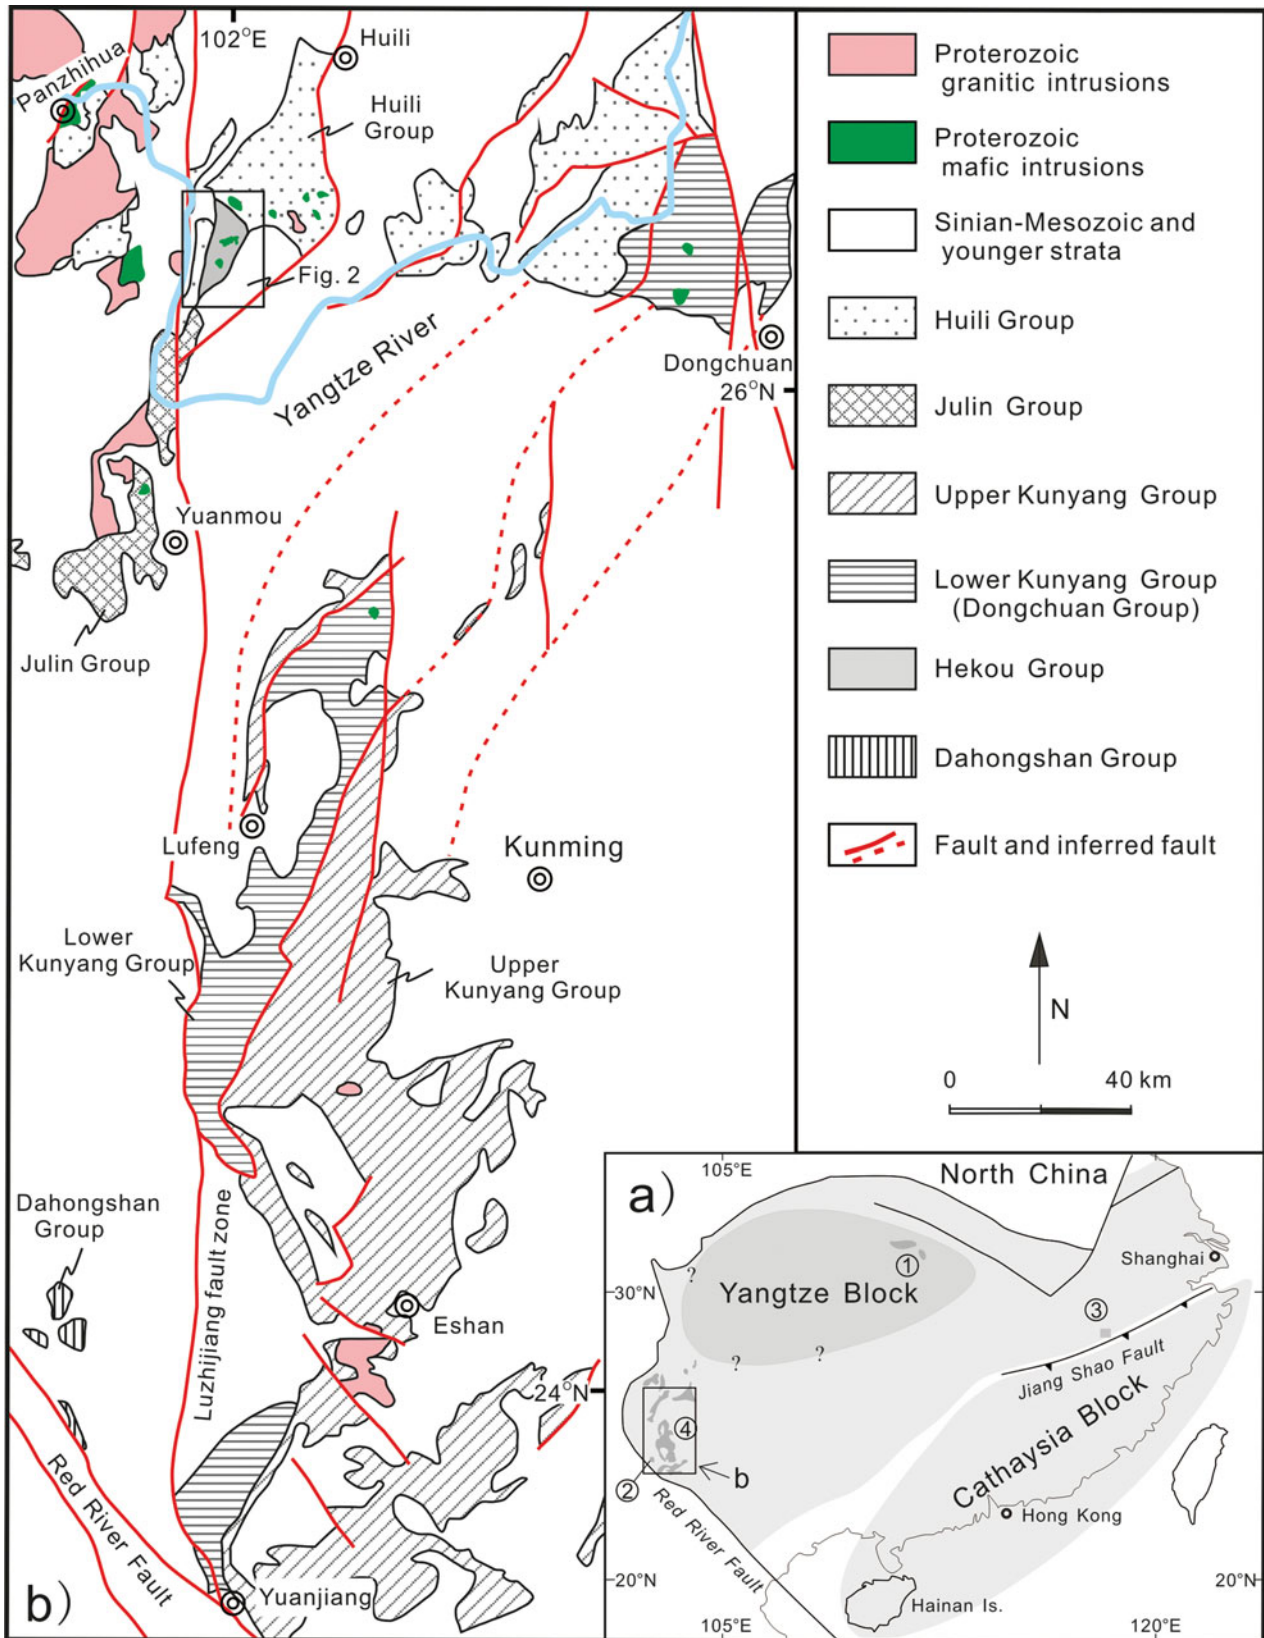 102°E
Huili
Panzhihua
Huili
Group
Fig. 2
Yangtze River
Dongchuan
26°N
Yuanmou
Julin Group
Lufeng
Kunming
Lower
Kunyang Group
Upper
Kunyang Group
Dahongshan
Group
Luzhijiang fault zone
Eshan
24°N
Red River Fault
Yuanjiang
b)
Proterozoic
granitic intrusions
Proterozoic
mafic intrusions
Sinian-Mesozoic and
younger strata
Huili Group
Julin Group
Upper Kunyang Group
Lower Kunyang Group
(Dongchuan Group)
Hekou Group
Dahongshan Group
Fault and inferred fault
N
0 40 km
a)
105°E
North China
Shanghai
①
Yangtze Block
30°N
?
?
?
③
Jiang Shao Fault
④
Cathaysia Block
b
②
Red River Fault
Hong Kong
20°N
20°N
Hainan Is.
105°E
120°E